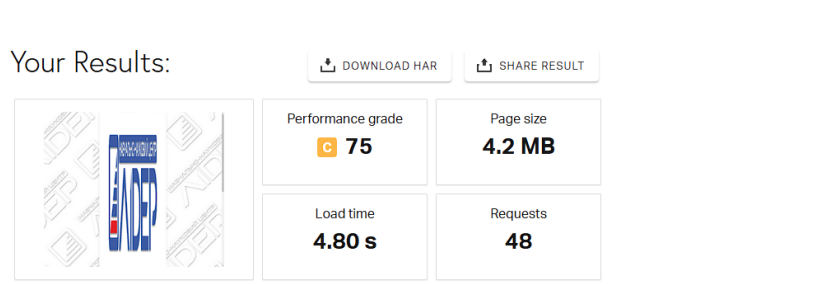 Your Results:
DOWNLOAD HAR
SHARE RESULT
Performance grade
C 75
Page size
4.2 MB
Load time
4.80 s
Requests
48